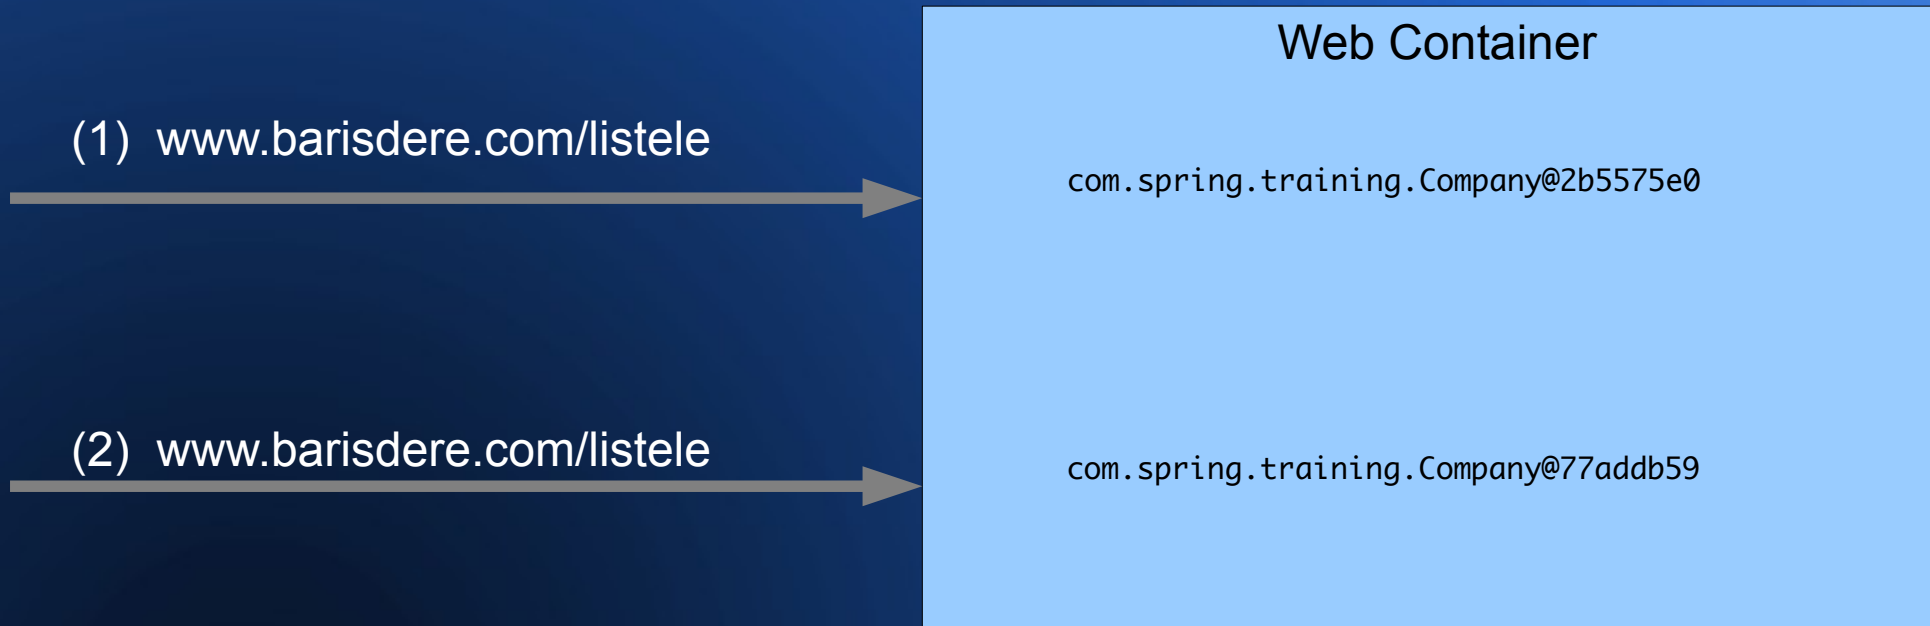 Web Container
(1) www.barisdere.com/listele
com.spring.training.Company@2b5575e0
(2) www.barisdere.com/listele
com.spring.training.Company@77addb59